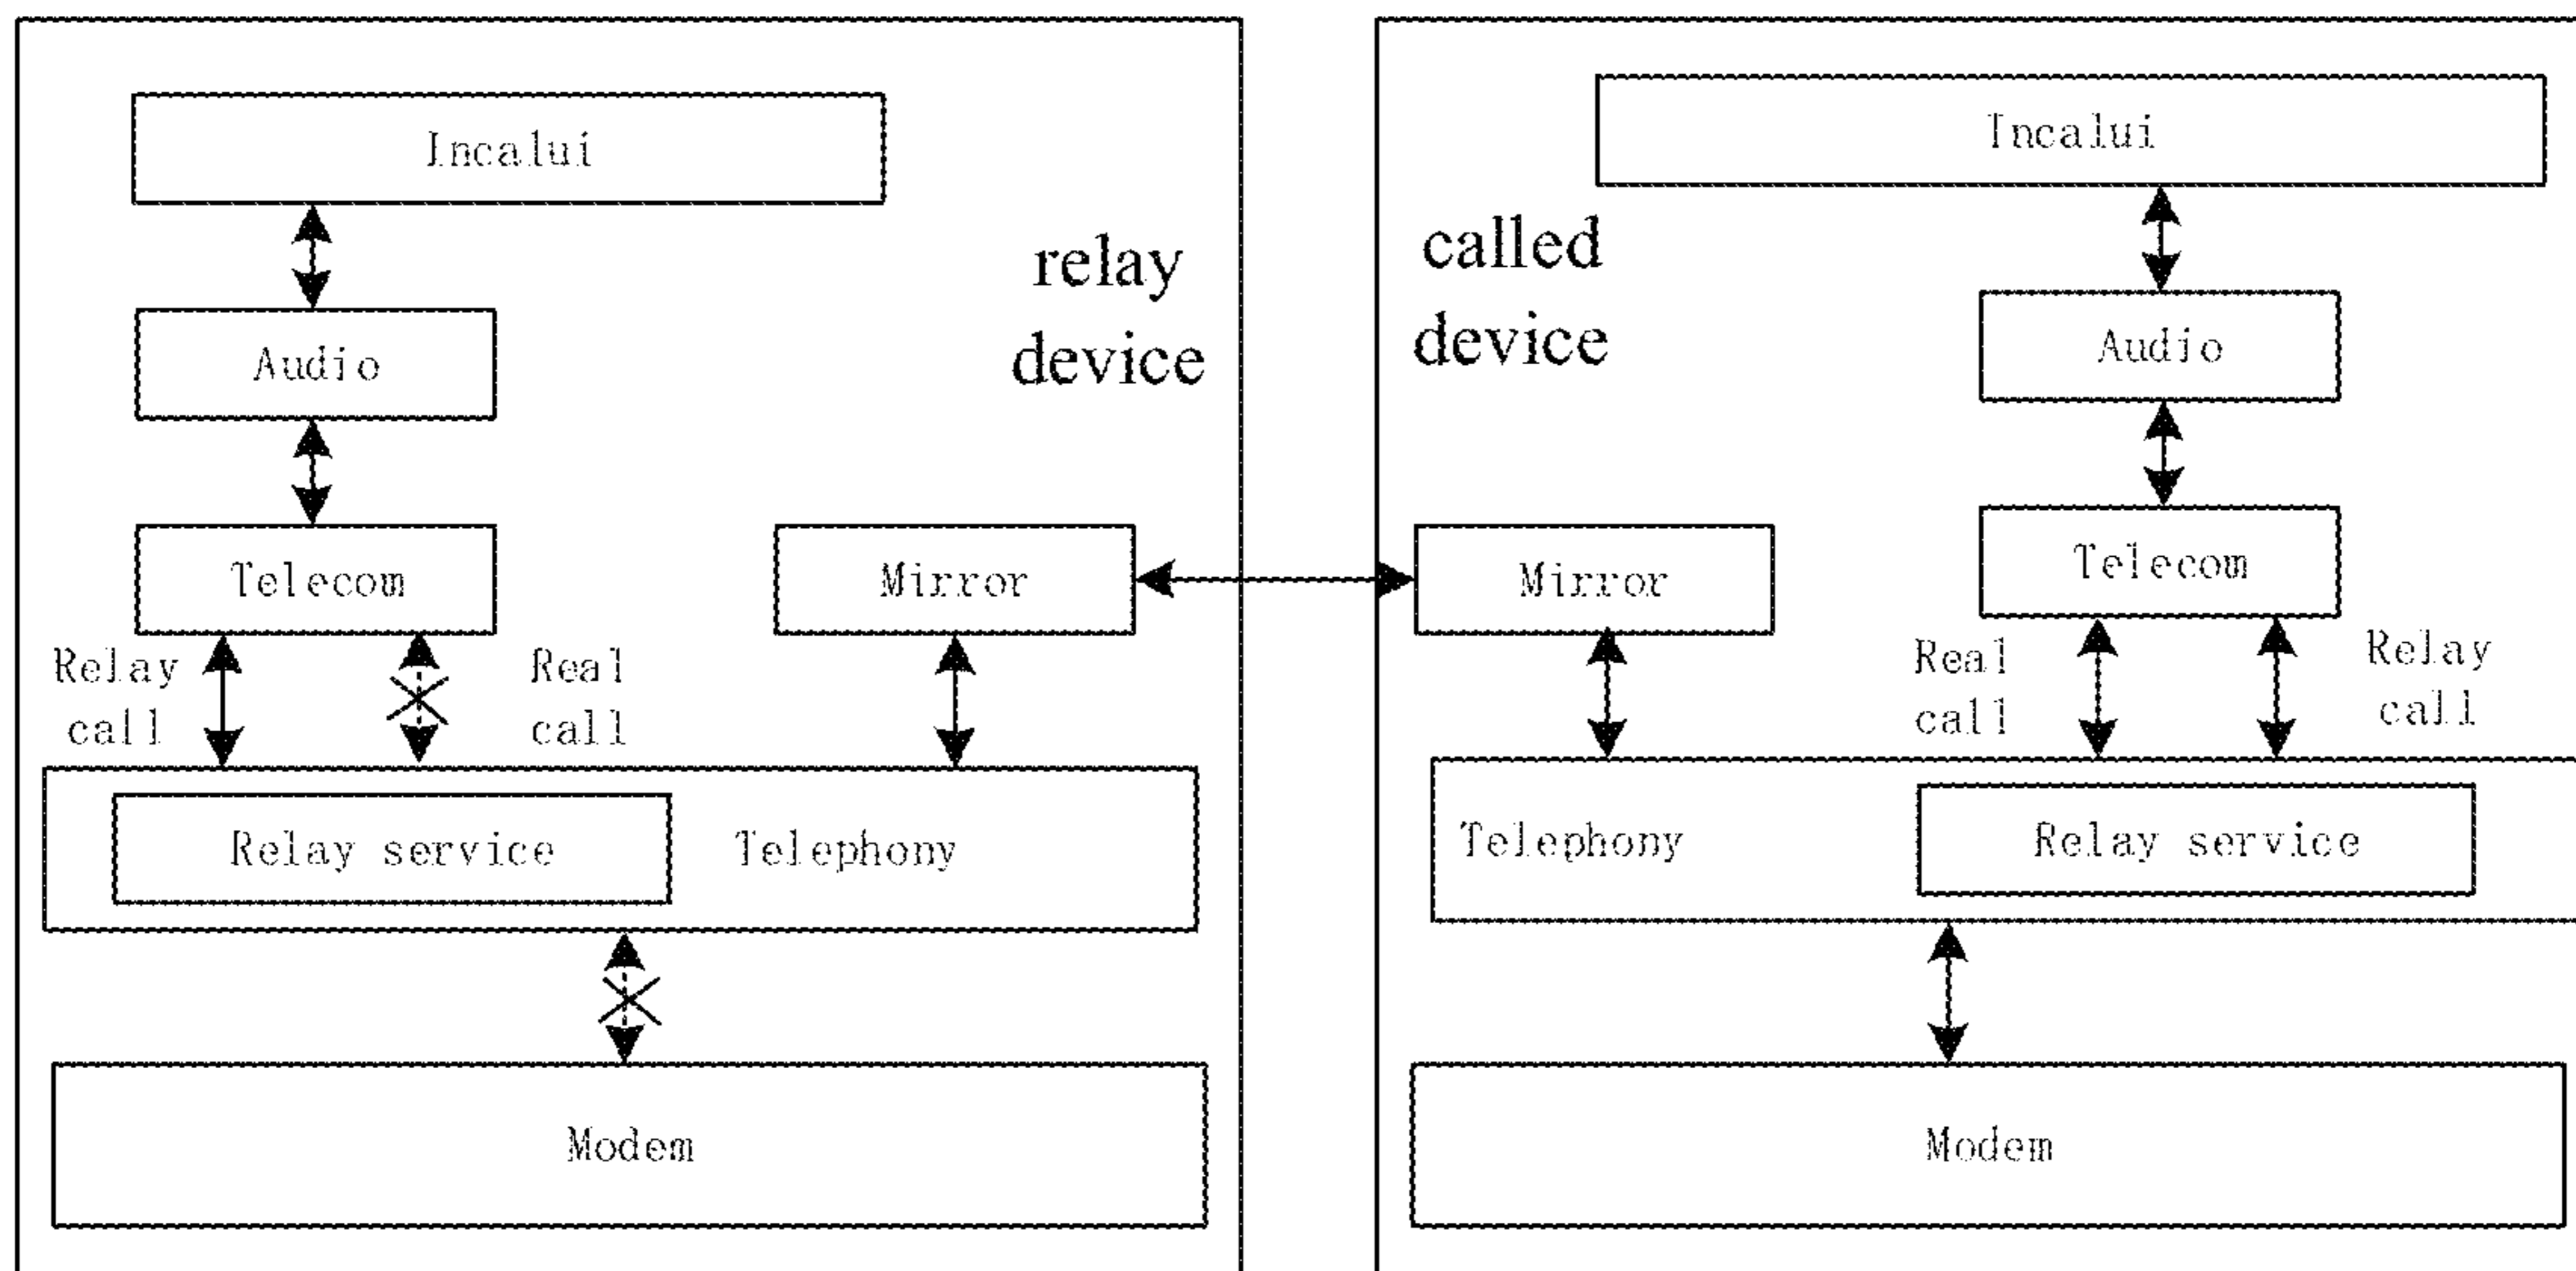 Incalui
relay
device
Audio
Telecom
Mirror
Relay
call
Real
call
Relay service
Telephony
Modem
Incalui
called
device
Audio
Telecom
Mirror
Real
call
Relay
call
Telephony
Relay service
Modem